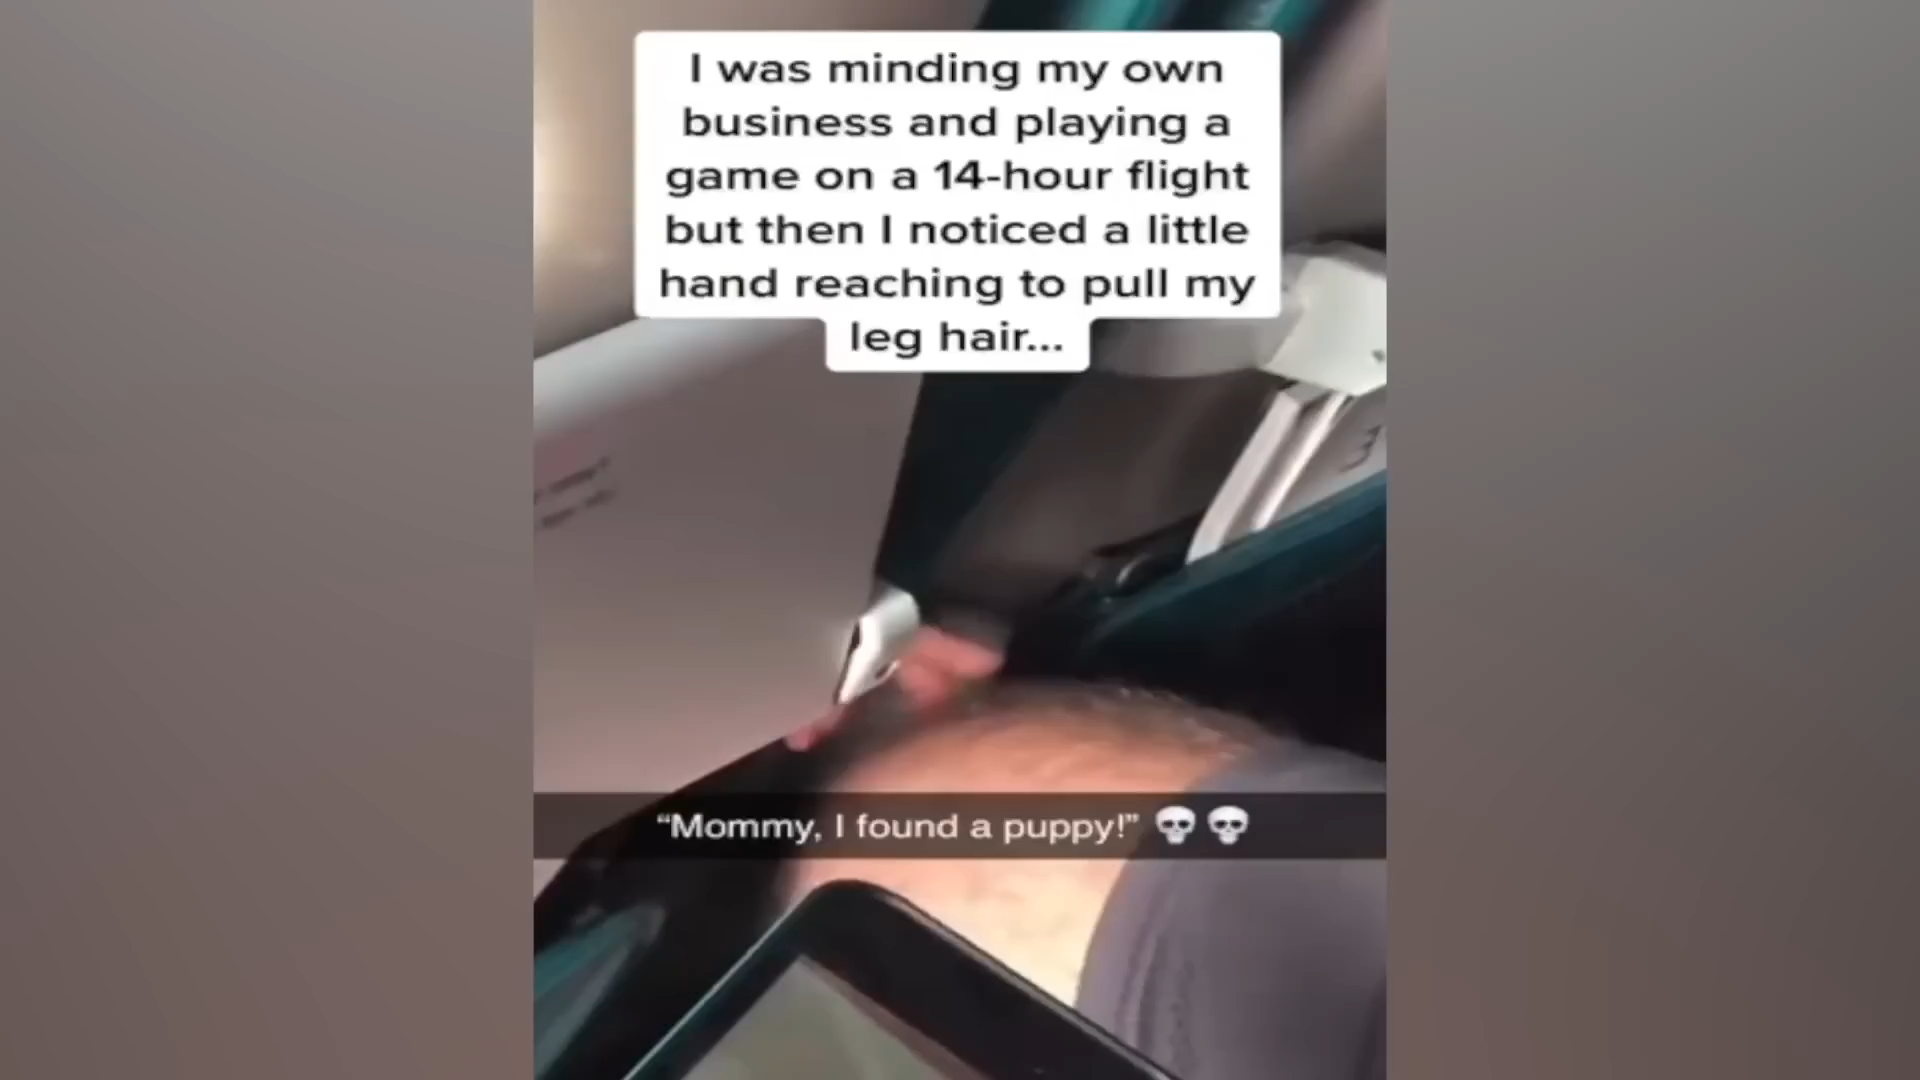 I was minding my own
business and playing a
game on a 14-hour flight
but then I noticed a little
hand reaching to pull my
leg hair...
“Mommy, I found a puppy!” 💀💀